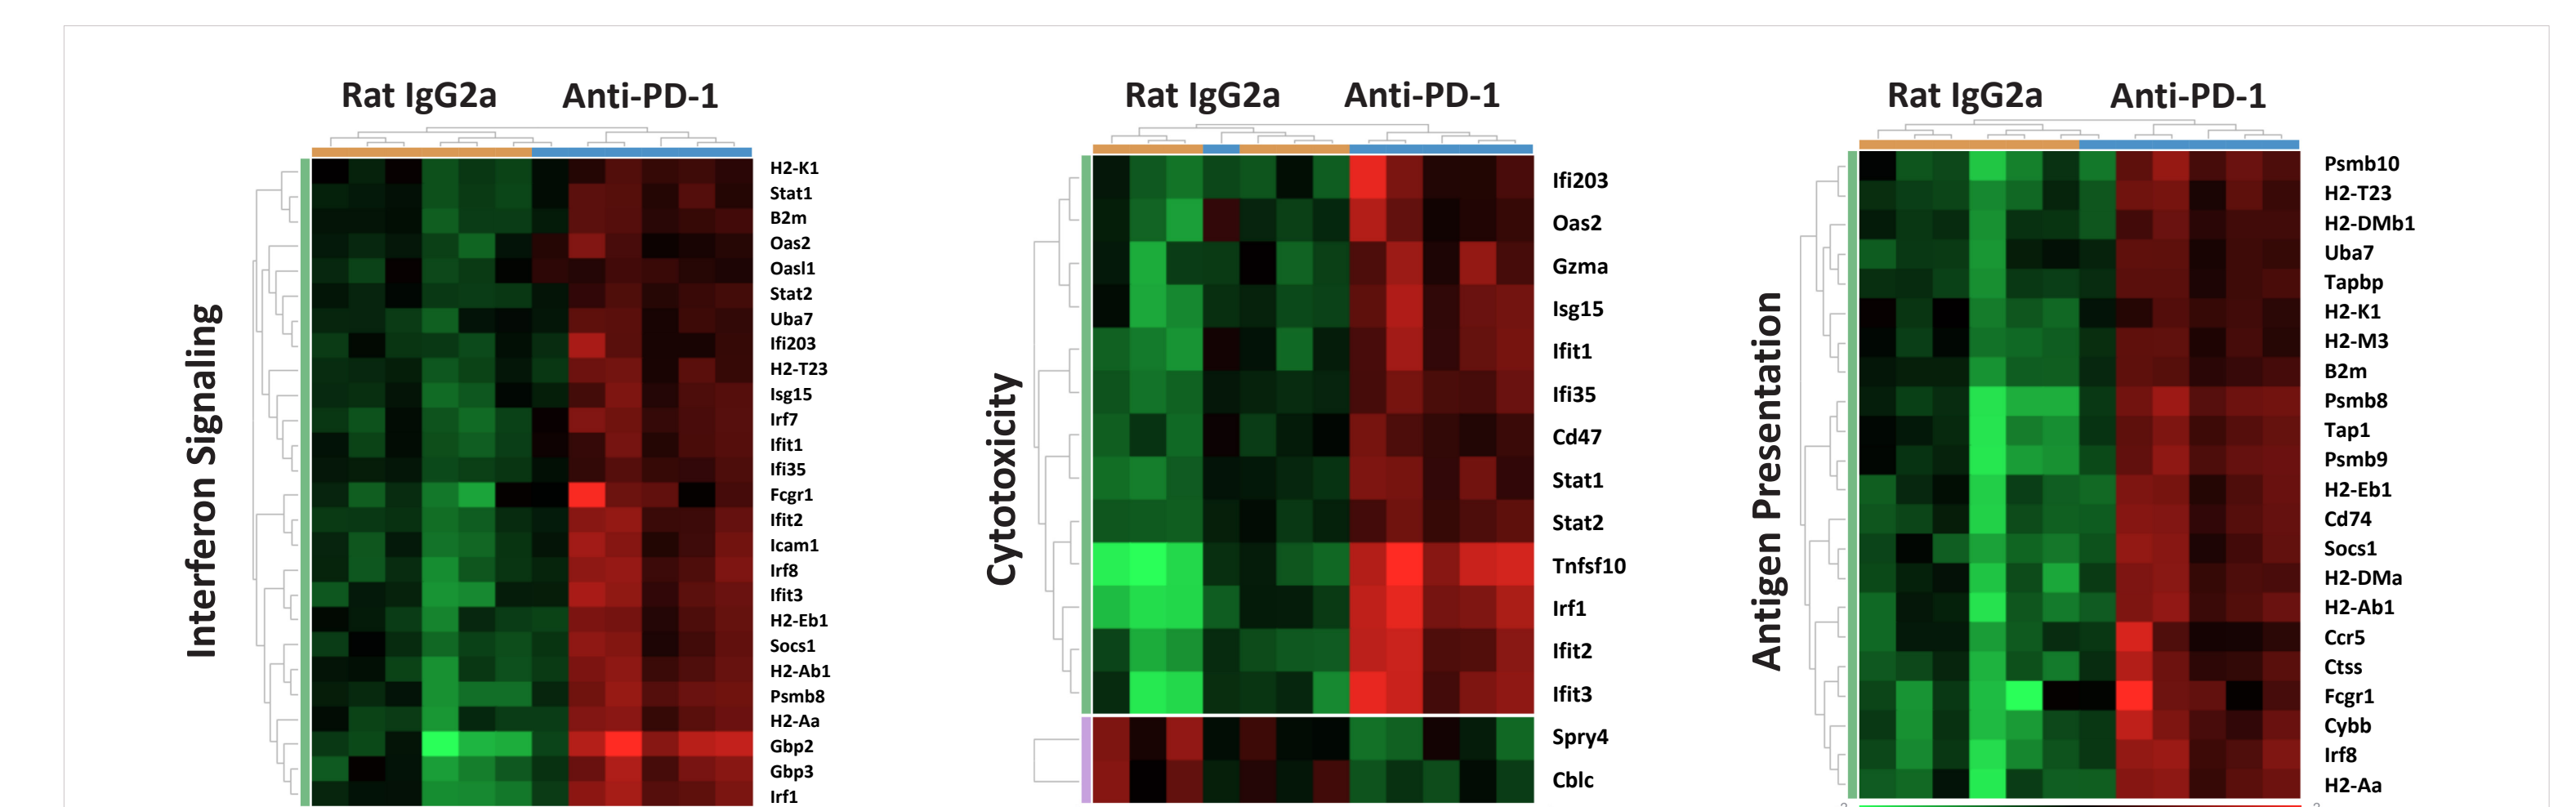 Rat IgG2a Anti-PD-1
Interferon Signaling
H2-K1
Stat1
B2m
Oas2
Oasl1
Stat2
Uba7
Ifi203
H2-T23
Isg15
Irf7
Ifit1
Ifi35
Fcgr1
Ifit2
Icam1
Irf8
Ifit3
H2-Eb1
Socs1
H2-Ab1
Psmb8
H2-Aa
Gbp2
Gbp3
Irf1
Rat IgG2a Anti-PD-1
Cytotoxicity
Ifi203
Oas2
Gzma
Isg15
Ifit1
Ifi35
Cd47
Stat1
Stat2
Tnfsf10
Irf1
Ifit2
Ifit3
Spry4
Cblc
Rat IgG2a Anti-PD-1
Antigen Presentation
Psmb10
H2-T23
H2-DMb1
Uba7
Tapbp
H2-K1
H2-M3
B2m
Psmb8
Tap1
Psmb9
H2-Eb1
Cd74
Socs1
H2-DMa
H2-Ab1
Ccr5
Ctss
Fcgr1
Cybb
Irf8
H2-Aa